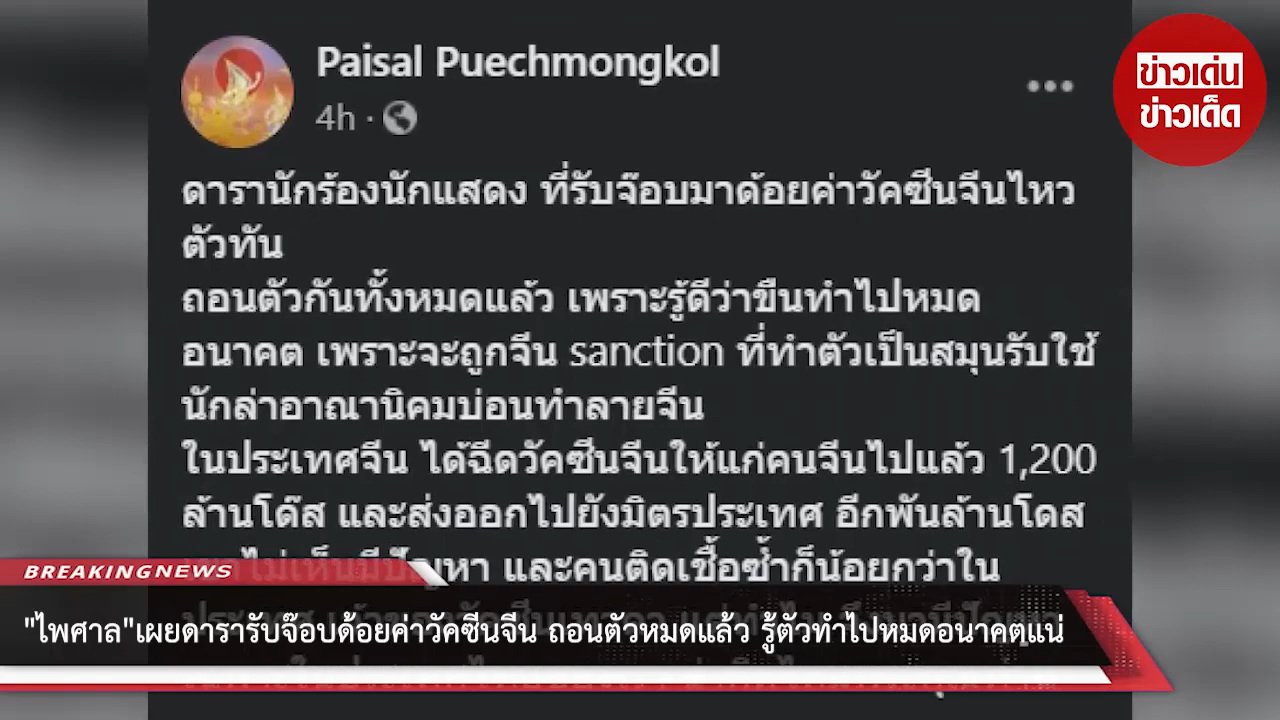 Paisal Puechmongkol
4h ·
ข่าวเด่น
ข่าวเด็ด
ดารานักร้องนักแสดง ที่รับจ๊อบมาด้อยค่าวัคซีนจีนไหว
ตัวทัน
ถอนตัวกันทั้งหมดแล้ว เพราะรู้ดีว่าขืนทำไปหมด
อนาคต เพราะจะถูกจีน sanction ที่ทำตัวเป็นสมุนรับใช้
นักล่าอาณานิคมบ่อนทำลายจีน
ในประเทศจีน ได้ฉีดวัคซีนจีนให้แก่คนจีนไปแล้ว 1,200
ล้านโด๊ส และส่งออกไปยังมิตรประเทศ อีกพันล้านโดส
ไม่เห็นมีปัญหา และคนติดเชื้อซ้ำก็น้อยกว่าใน
BREAKING NEWS
"ไพศาล"เผยดารารับจ๊อบด้อยค่าวัคซีนจีน ถอนตัวหมดแล้ว รู้ตัวทำไปหมดอนาคตแน่